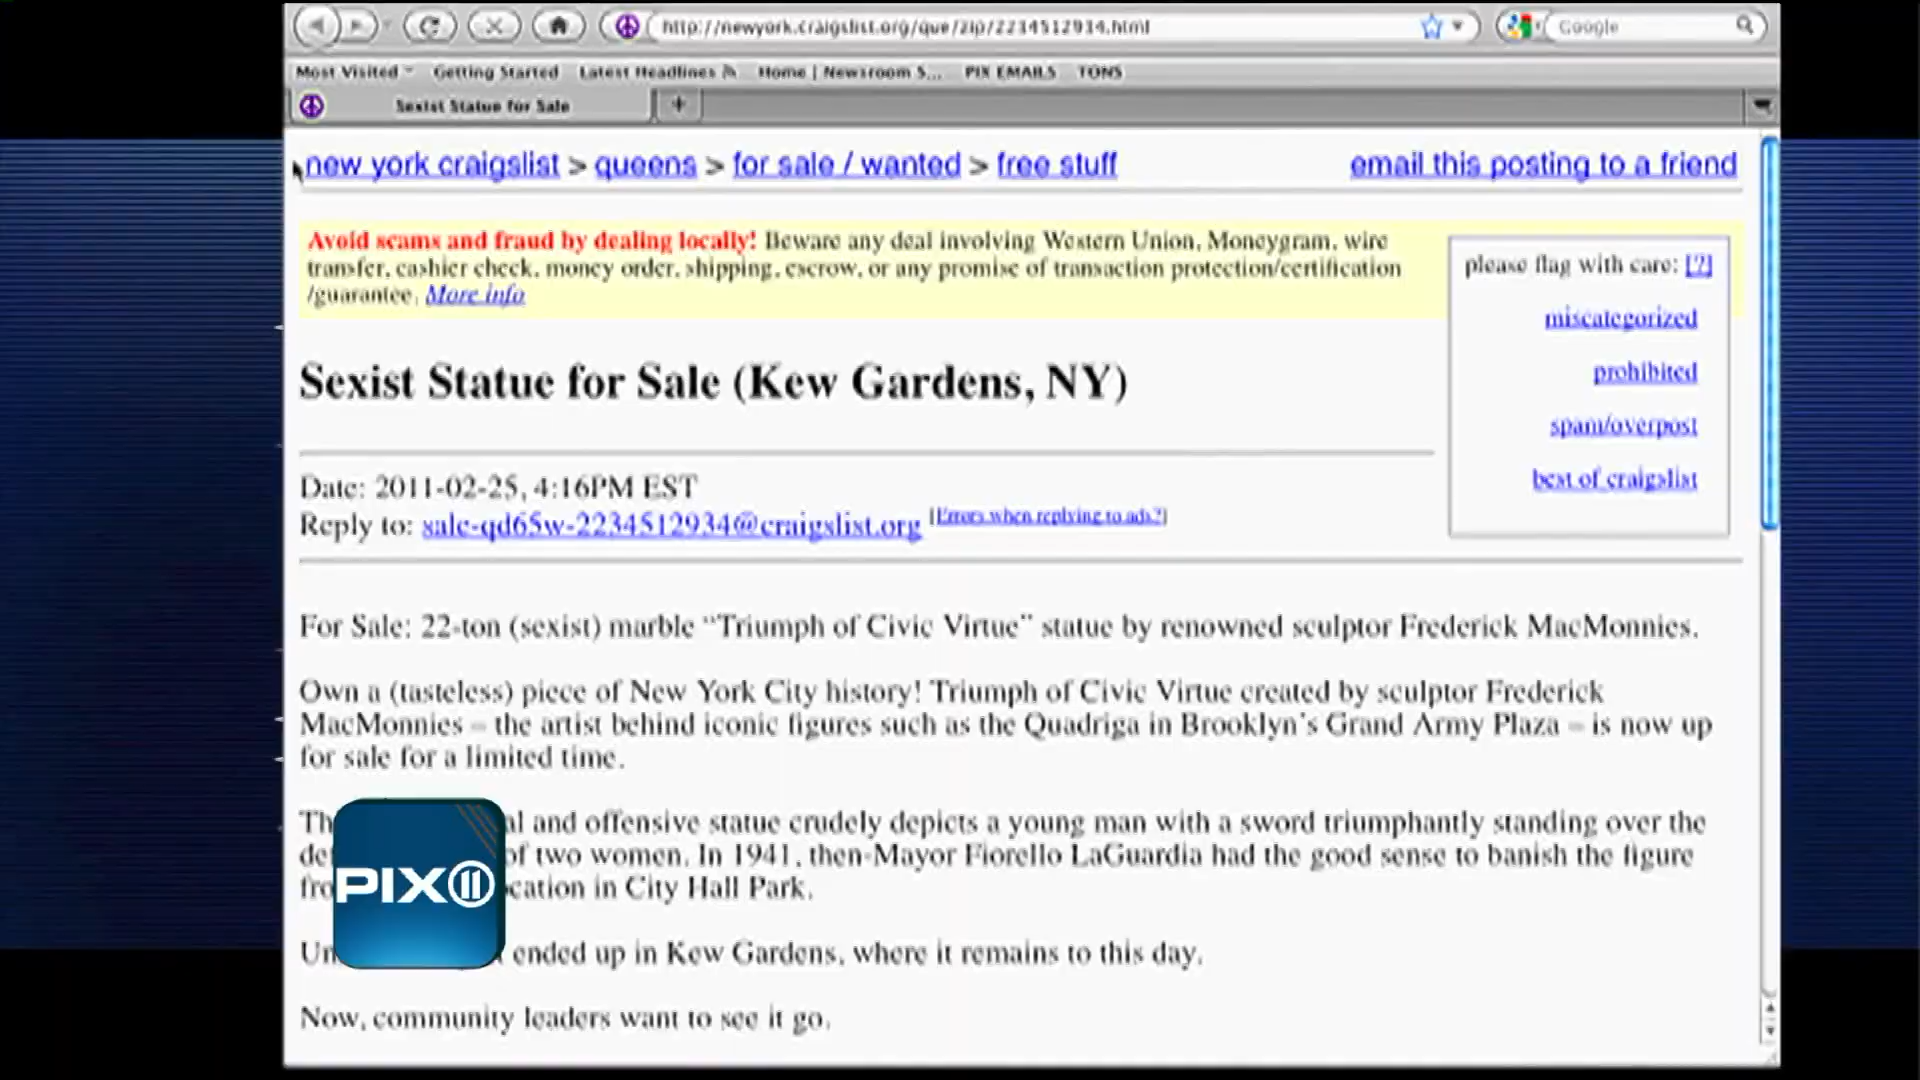 http://newyork.craigslist.org/que/zip/2234512934.html
Google
Most Visited Getting Started Latest Headlines Home | Newsroom S... PIX EMAILS TONS
Sexist Statue for Sale +
new york craigslist > queens > for sale / wanted > free stuff email this posting to a friend
Avoid scams and fraud by dealing locally! Beware any deal involving Western Union, Moneygram, wire
transfer, cashier check, money order, shipping, escrow, or any promise of transaction protection/certification
/guarantee. More info
please flag with care: [?]
miscategorized
prohibited
spam/overpost
best of craigslist
Sexist Statue for Sale (Kew Gardens, NY)
Date: 2011-02-25, 4:16PM EST
Reply to: sale-qd65w-2234512934@craigslist.org [Errors when replying to ads?]
For Sale: 22-ton (sexist) marble “Triumph of Civic Virtue” statue by renowned sculptor Frederick MacMonnies.
Own a (tasteless) piece of New York City history! Triumph of Civic Virtue created by sculptor Frederick
MacMonnies – the artist behind iconic figures such as the Quadriga in Brooklyn’s Grand Army Plaza – is now up
for sale for a limited time.
al and offensive statue crudely depicts a young man with a sword triumphantly standing over the
of two women. In 1941, then-Mayor Fiorello LaGuardia had the good sense to banish the figure
cation in City Hall Park.
ended up in Kew Gardens, where it remains to this day.
Now, community leaders want to see it go.
PIX11